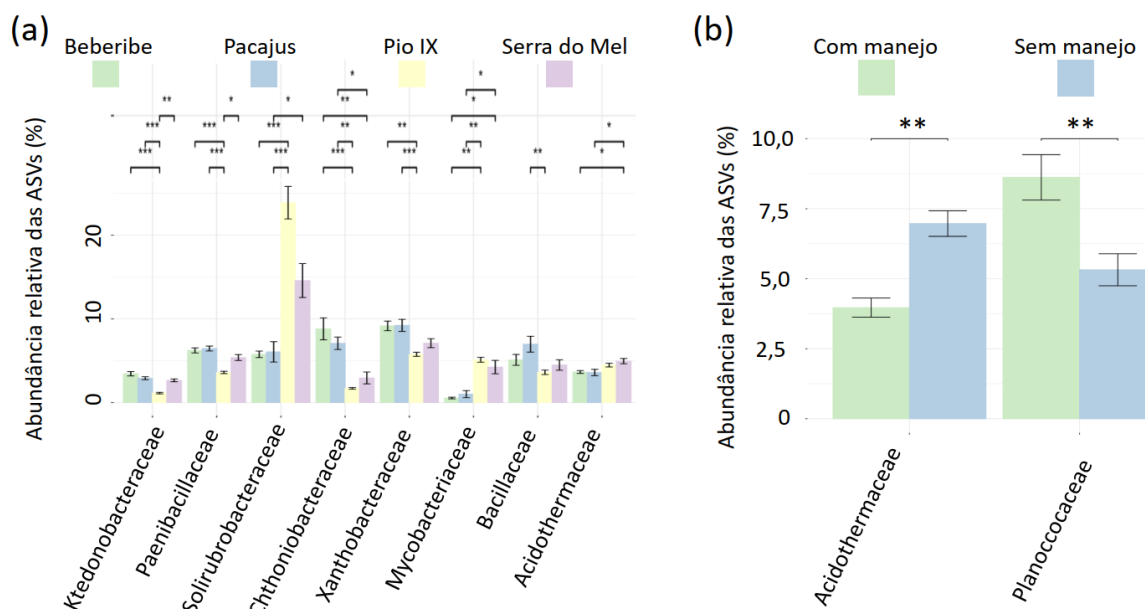 (a)
Beberibe Pacajus Pio IX Serra do Mel
* *
** ** * * ** *
*** *** *** ** ** *** ** *
*** *** *** *** *** ** ** *
Abundância relativa das ASVs (%)
20
10
0
Ktedonobacteraceae
Paenibacillaceae
Solirubrobacteraceae
Chthoniobacteraceae
Xanthobacteraceae
Mycobacteriaceae
Bacillaceae
Acidothermaceae
(b)
Com manejo Sem manejo
** **
Abundância relativa das ASVs (%)
10,0
7,5
5,0
2,5
0
Acidothermaceae
Planoccocaceae